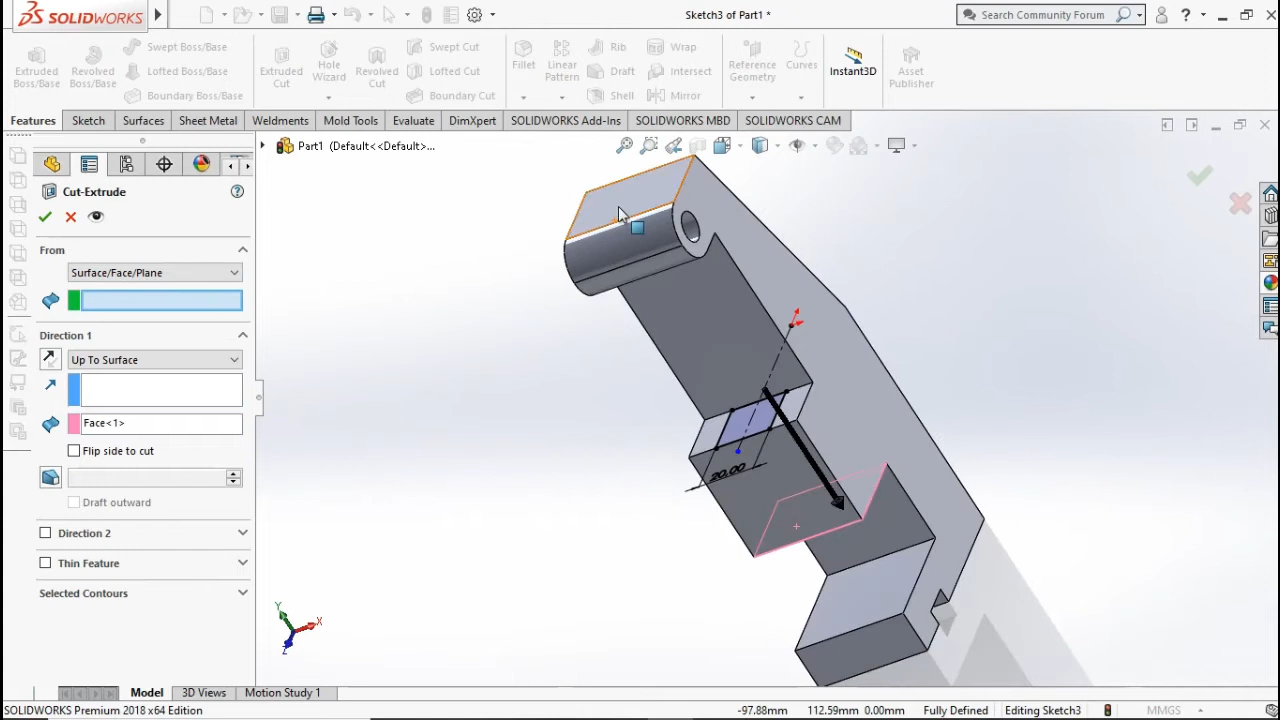 SOLIDWORKS
Sketch3 of Part1 *
Search Community Forum
Extruded Boss/Base
Revolved Boss/Base
Swept Boss/Base
Lofted Boss/Base
Boundary Boss/Base
Extruded Cut
Hole Wizard
Revolved Cut
Swept Cut
Lofted Cut
Boundary Cut
Fillet
Linear Pattern
Rib
Draft
Shell
Wrap
Intersect
Mirror
Reference Geometry
Curves
Instant3D
Asset Publisher
Features
Sketch
Surfaces
Sheet Metal
Weldments
Mold Tools
Evaluate
DimXpert
SOLIDWORKS Add-Ins
SOLIDWORKS MBD
SOLIDWORKS CAM
Part1 (Default<<Default>...
Cut-Extrude
From
Surface/Face/Plane
Direction 1
Up To Surface
Face<1>
Flip side to cut
Draft outward
Direction 2
Thin Feature
Selected Contours
20.00
Y
X
Z
Model
3D Views
Motion Study 1
SOLIDWORKS Premium 2018 x64 Edition
-97.88mm
112.59mm 0.00mm
Fully Defined
Editing Sketch3
MMGS